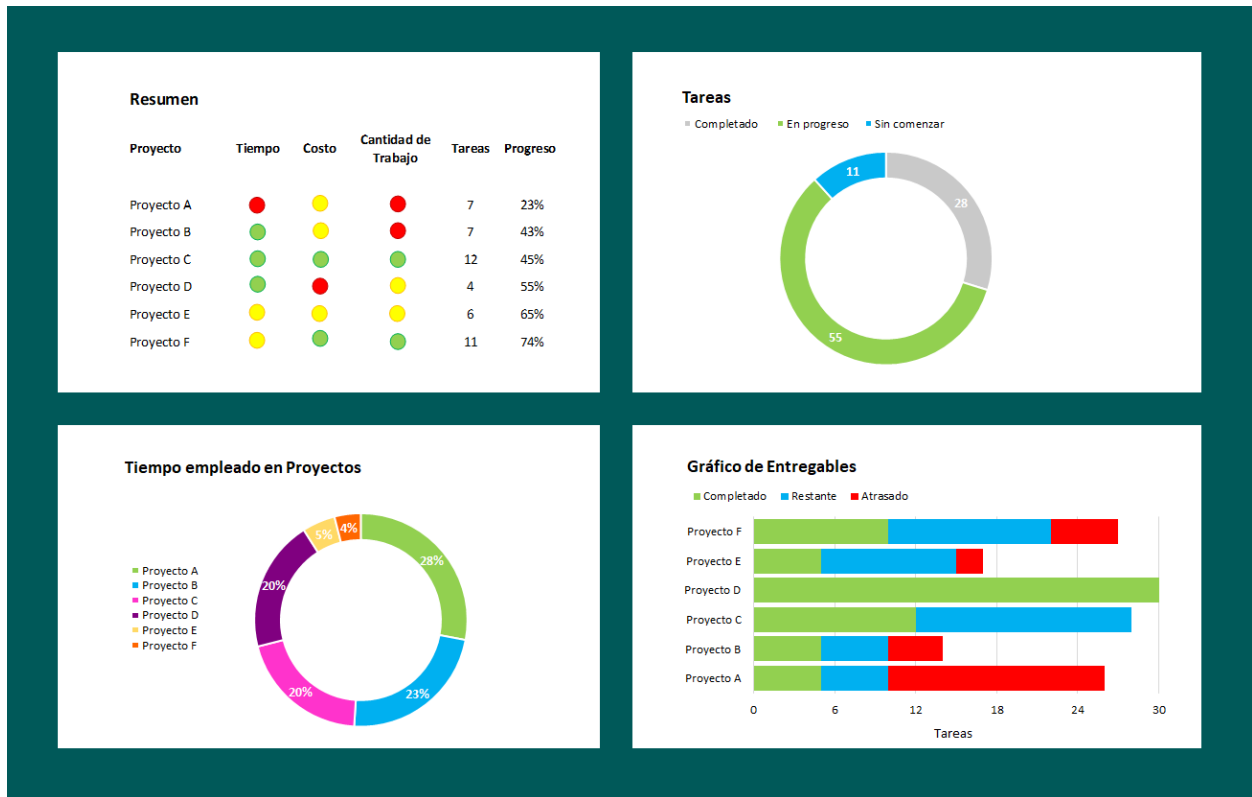 Resumen
Proyecto Tiempo Costo Cantidad de Trabajo Tareas Progreso
Proyecto A 7 23%
Proyecto B 7 43%
Proyecto C 12 45%
Proyecto D 4 55%
Proyecto E 6 65%
Proyecto F 11 74%
Tareas
Completado En progreso Sin comenzar
11
28
55
Tiempo empleado en Proyectos
4%
5%
28%
20%
20%
23%
Proyecto A
Proyecto B
Proyecto C
Proyecto D
Proyecto E
Proyecto F
Gráfico de Entregables
Completado Restante Atrasado
Proyecto F
Proyecto E
Proyecto D
Proyecto C
Proyecto B
Proyecto A
0 6 12 18 24 30
Tareas